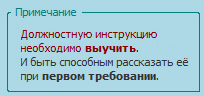 Примечание
Должностную инструкцию
необходимо выучить.
И быть способным рассказать её
при первом требовании.